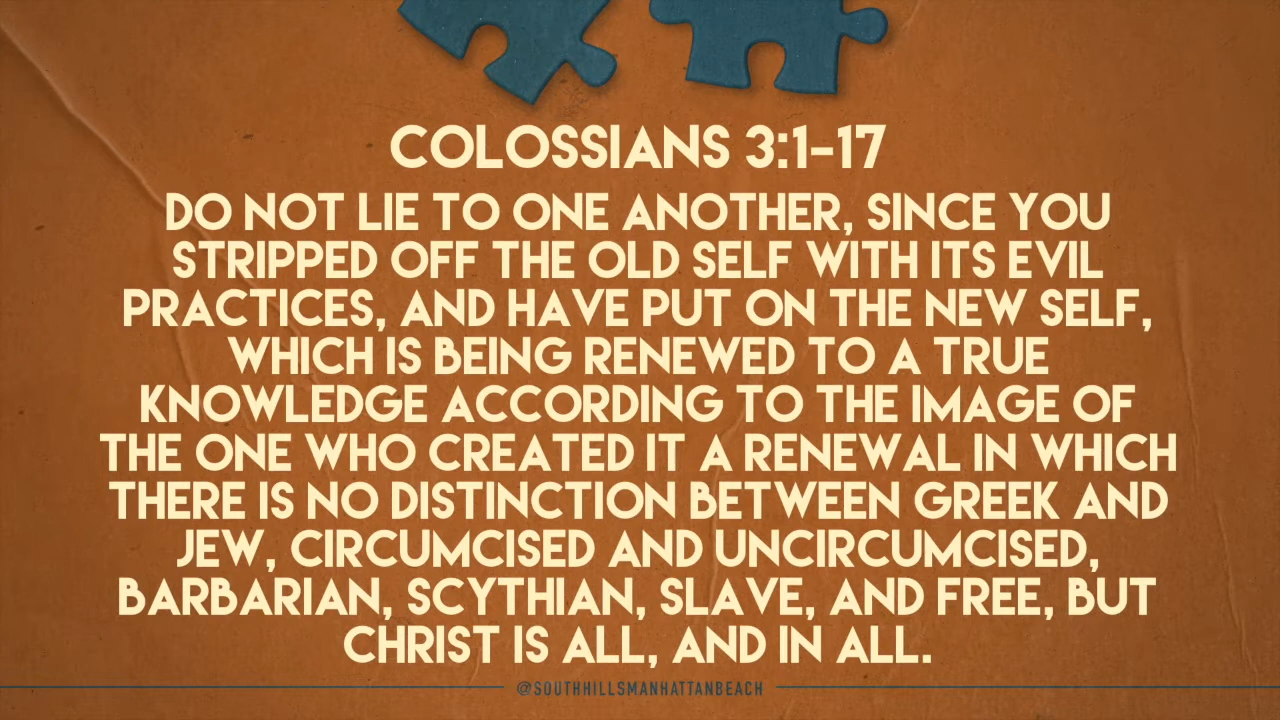 COLOSSIANS 3:1-17
DO NOT LIE TO ONE ANOTHER, SINCE YOU
STRIPPED OFF THE OLD SELF WITH ITS EVIL
PRACTICES, AND HAVE PUT ON THE NEW SELF,
WHICH IS BEING RENEWED TO A TRUE
KNOWLEDGE ACCORDING TO THE IMAGE OF
THE ONE WHO CREATED IT A RENEWAL IN WHICH
THERE IS NO DISTINCTION BETWEEN GREEK AND
JEW, CIRCUMCISED AND UNCIRCUMCISED,
BARBARIAN, SCYTHIAN, SLAVE, AND FREE, BUT
CHRIST IS ALL, AND IN ALL.
@SOUTHHILLSMANHATTANBEACH